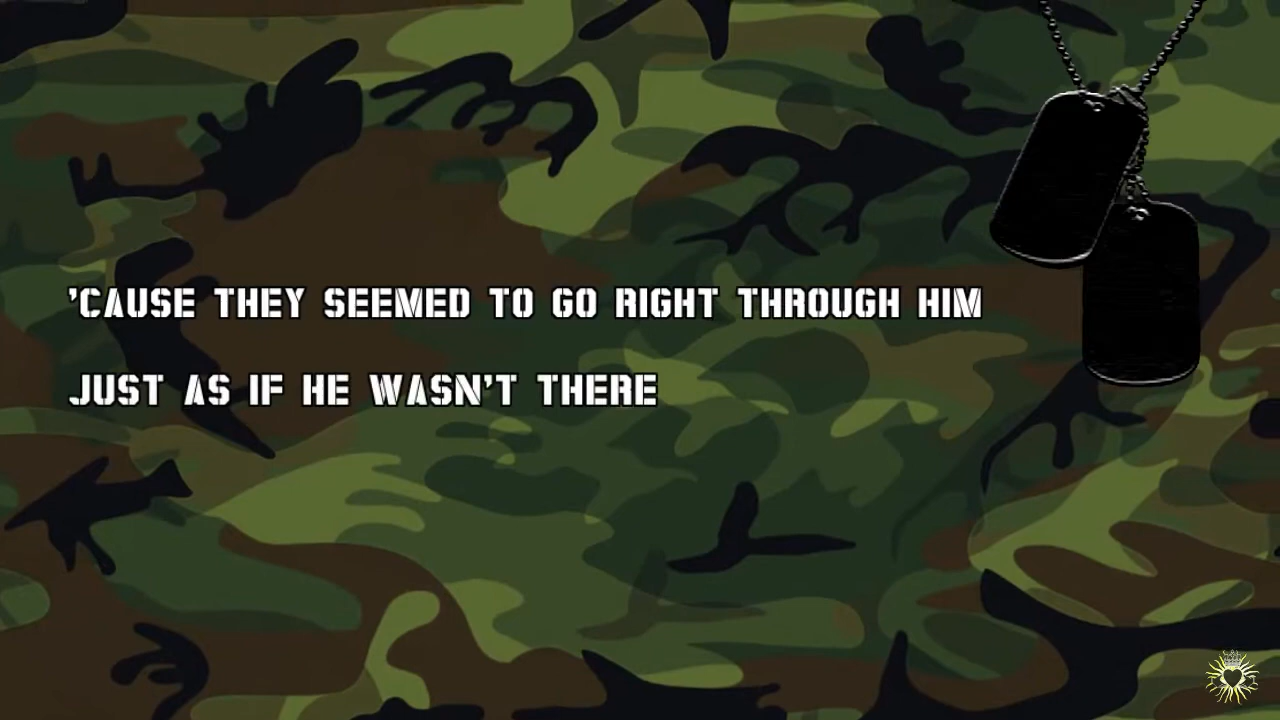 'CAUSE THEY SEEMED TO GO RIGHT THROUGH HIM
JUST AS IF HE WASN'T THERE